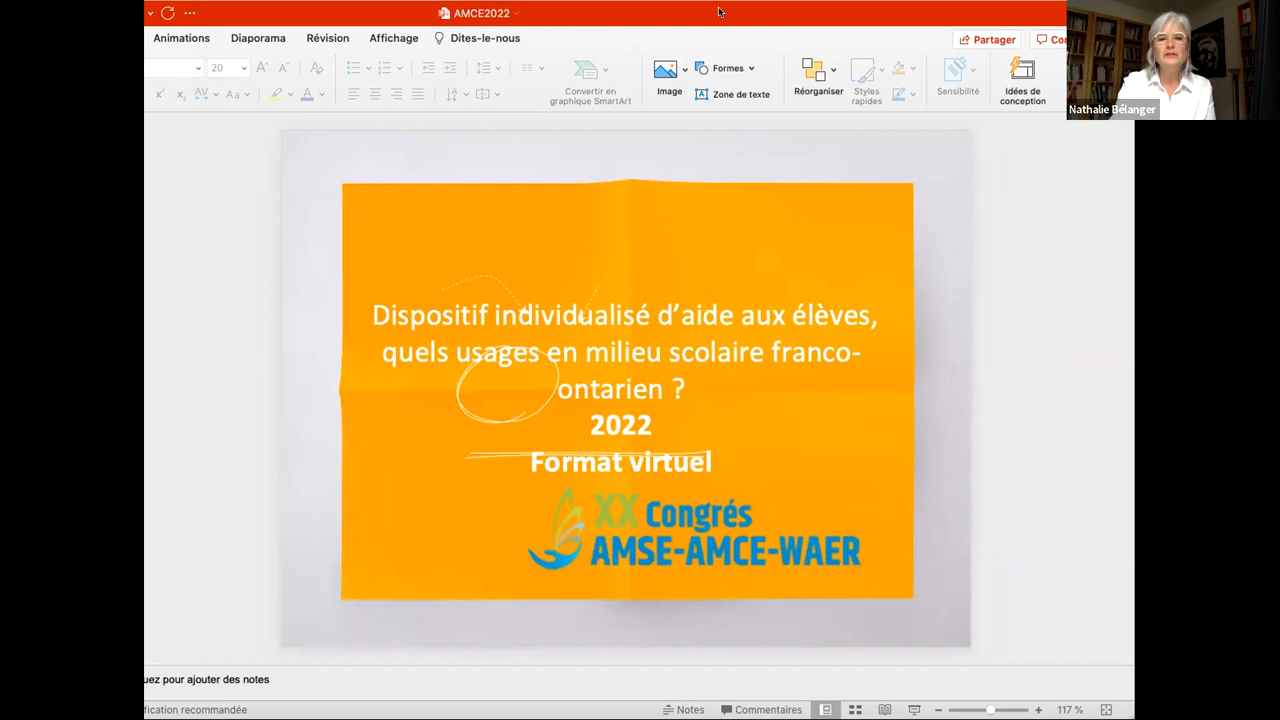 AMCE2022
Animations Diaporama Révision Affichage Dites-le-nous
Partager
20
Convertir en
graphique SmartArt
Image
Formes
Zone de texte
Réorganiser
Styles
rapides
Sensibilité
Idées de
conception
Nathalie Bélanger
Dispositif individualisé d’aide aux élèves,
quels usages en milieu scolaire franco-
ontarien ?
2022
Format virtuel
XX Congrés
AMSE-AMCE-WAER
uez pour ajouter des notes
fication recommandée
Notes Commentaires 117 %